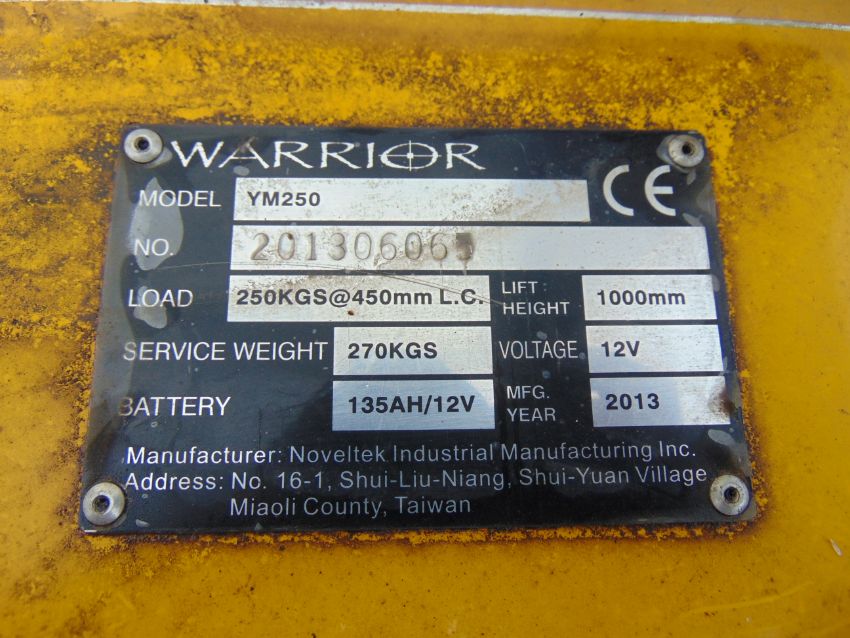 WARRIOR
CE
MODEL YM250
NO. 201306065
LOAD 250KGS@450mm L.C. LIFT HEIGHT 1000mm
SERVICE WEIGHT 270KGS VOLTAGE 12V
BATTERY 135AH/12V MFG. YEAR 2013
Manufacturer: Noveltek Industrial Manufacturing Inc.
Address: No. 16-1, Shui-Liu-Niang, Shui-Yuan Village
Miaoli County, Taiwan